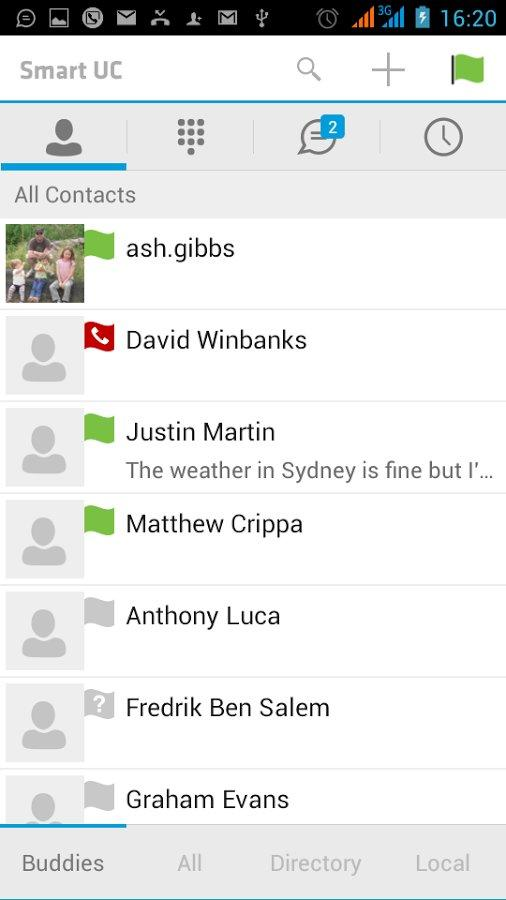 3G
16:20
Smart UC
2
All Contacts
ash.gibbs
David Winbanks
Justin Martin
The weather in Sydney is fine but I'...
Matthew Crippa
Anthony Luca
?
Fredrik Ben Salem
Graham Evans
Buddies All Directory Local